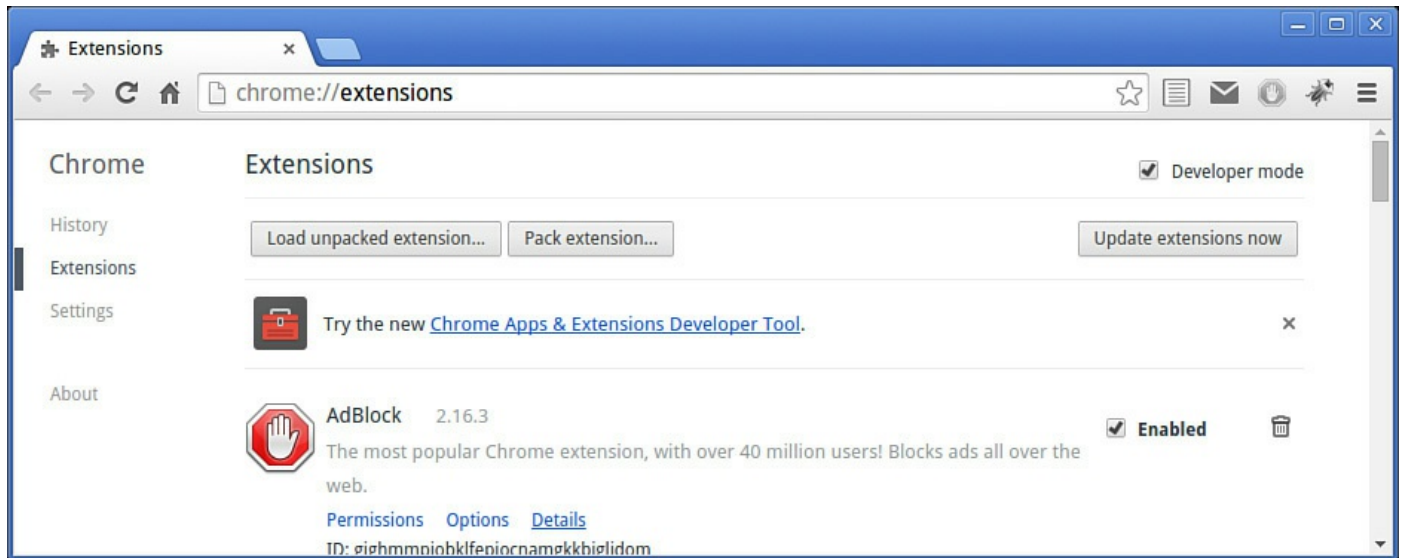 Extensions
chrome://extensions
Chrome
Extensions
Developer mode
History
Load unpacked extension... Pack extension... Update extensions now
Extensions
Settings
Try the new Chrome Apps & Extensions Developer Tool.
About
AdBlock 2.16.3
Enabled
The most popular Chrome extension, with over 40 million users! Blocks ads all over the
web.
Permissions Options Details
ID: gighmmpiobklfepjocnamgkkbiglidom